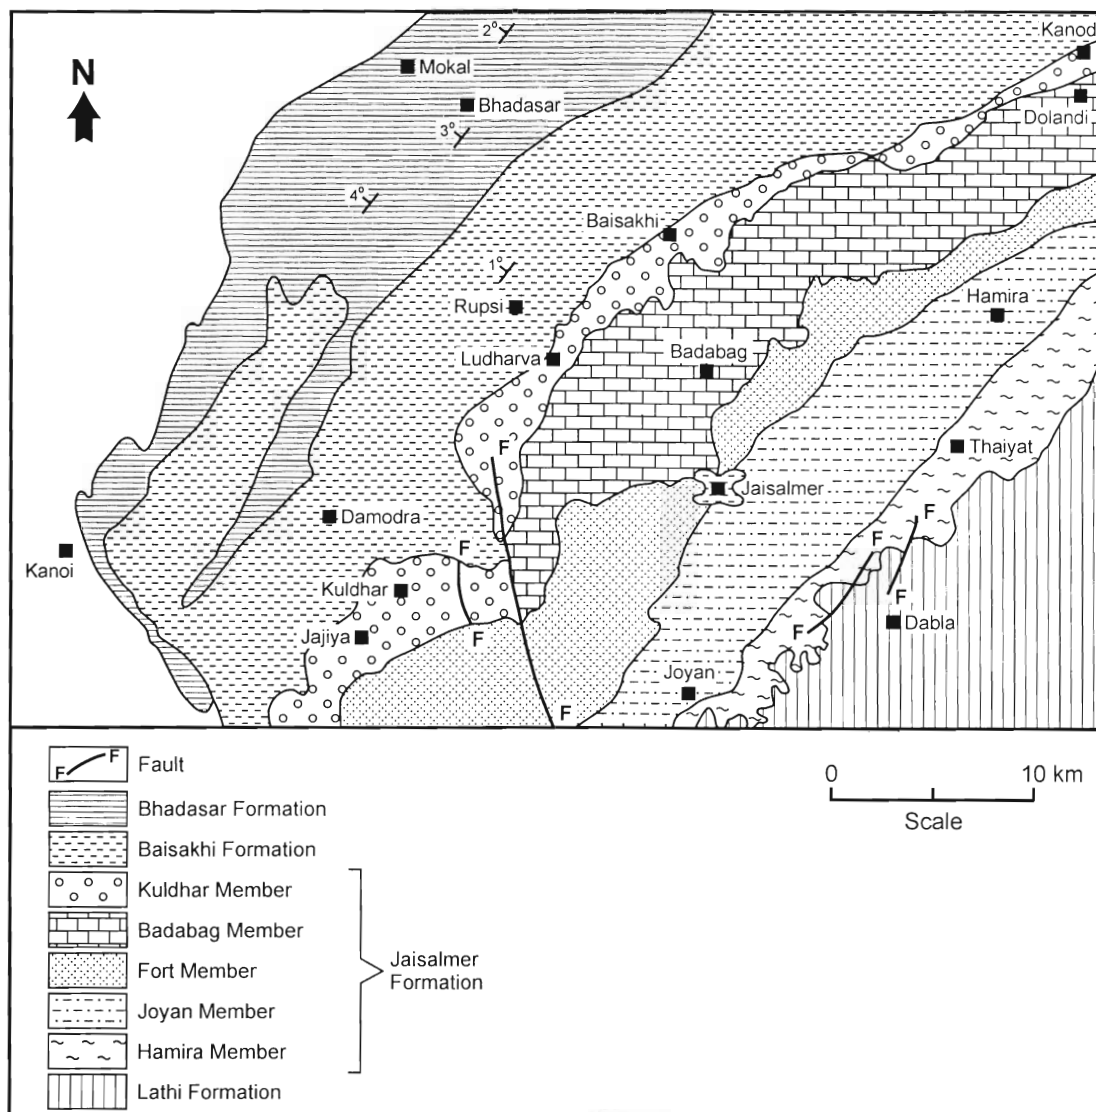 Kanod
2°
Mokal
N
Bhadasar
Dolandi
3°
4°
Baisakhi
1°
Rupsi
Hamira
Ludharva
Badabag
F
Thaiyat
Jaisalmer
Damodra
F
F
F
Kanoi
Kuldhar
F
F
Dabla
Jajiya
F
Joyan
F
F F Fault
Bhadasar Formation
Baisakhi Formation
Kuldhar Member
Badabag Member
Fort Member
Joyan Member
Hamira Member
Lathi Formation
Jaisalmer
Formation
0 10 km
Scale